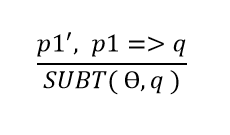 p1′, p1 => q
SUBT( Ө,q )